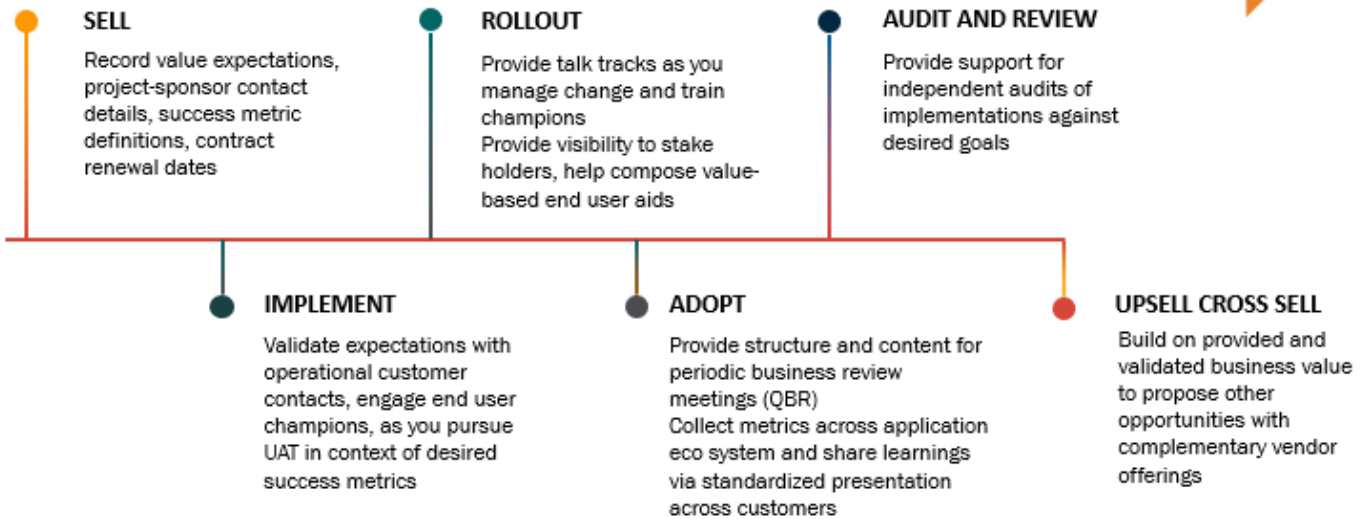 SELL
Record value expectations,
project-sponsor contact
details, success metric
definitions, contract
renewal dates
IMPLEMENT
Validate expectations with
operational customer
contacts, engage end user
champions, as you pursue
UAT in context of desired
success metrics
ROLLOUT
Provide talk tracks as you
manage change and train
champions
Provide visibility to stake
holders, help compose value-
based end user aids
ADOPT
Provide structure and content for
periodic business review
meetings (QBR)
Collect metrics across application
eco system and share learnings
via standardized presentation
across customers
AUDIT AND REVIEW
Provide support for
independent audits of
implementations against
desired goals
UPSELL CROSS SELL
Build on provided and
validated business value
to propose other
opportunities with
complementary vendor
offerings